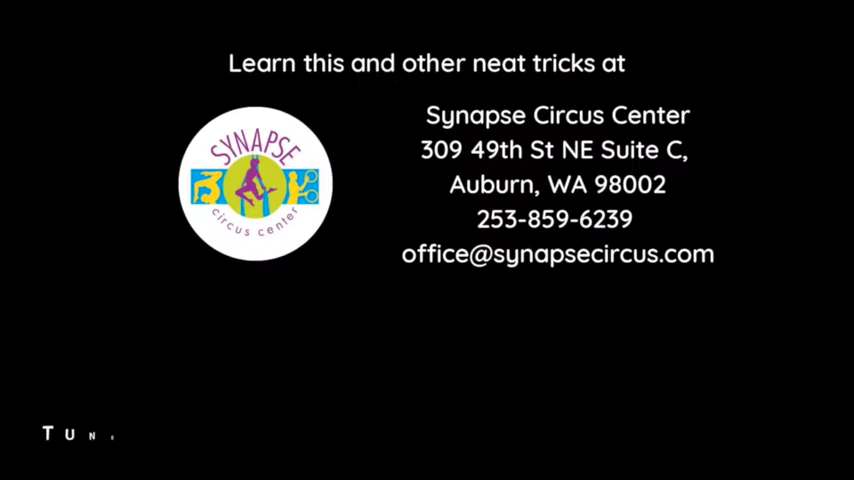 Learn this and other neat tricks at
SYNAPSE
circus center
Synapse Circus Center
309 49th St NE Suite C,
Auburn, WA 98002
253-859-6239
office@synapsecircus.com
TUNE